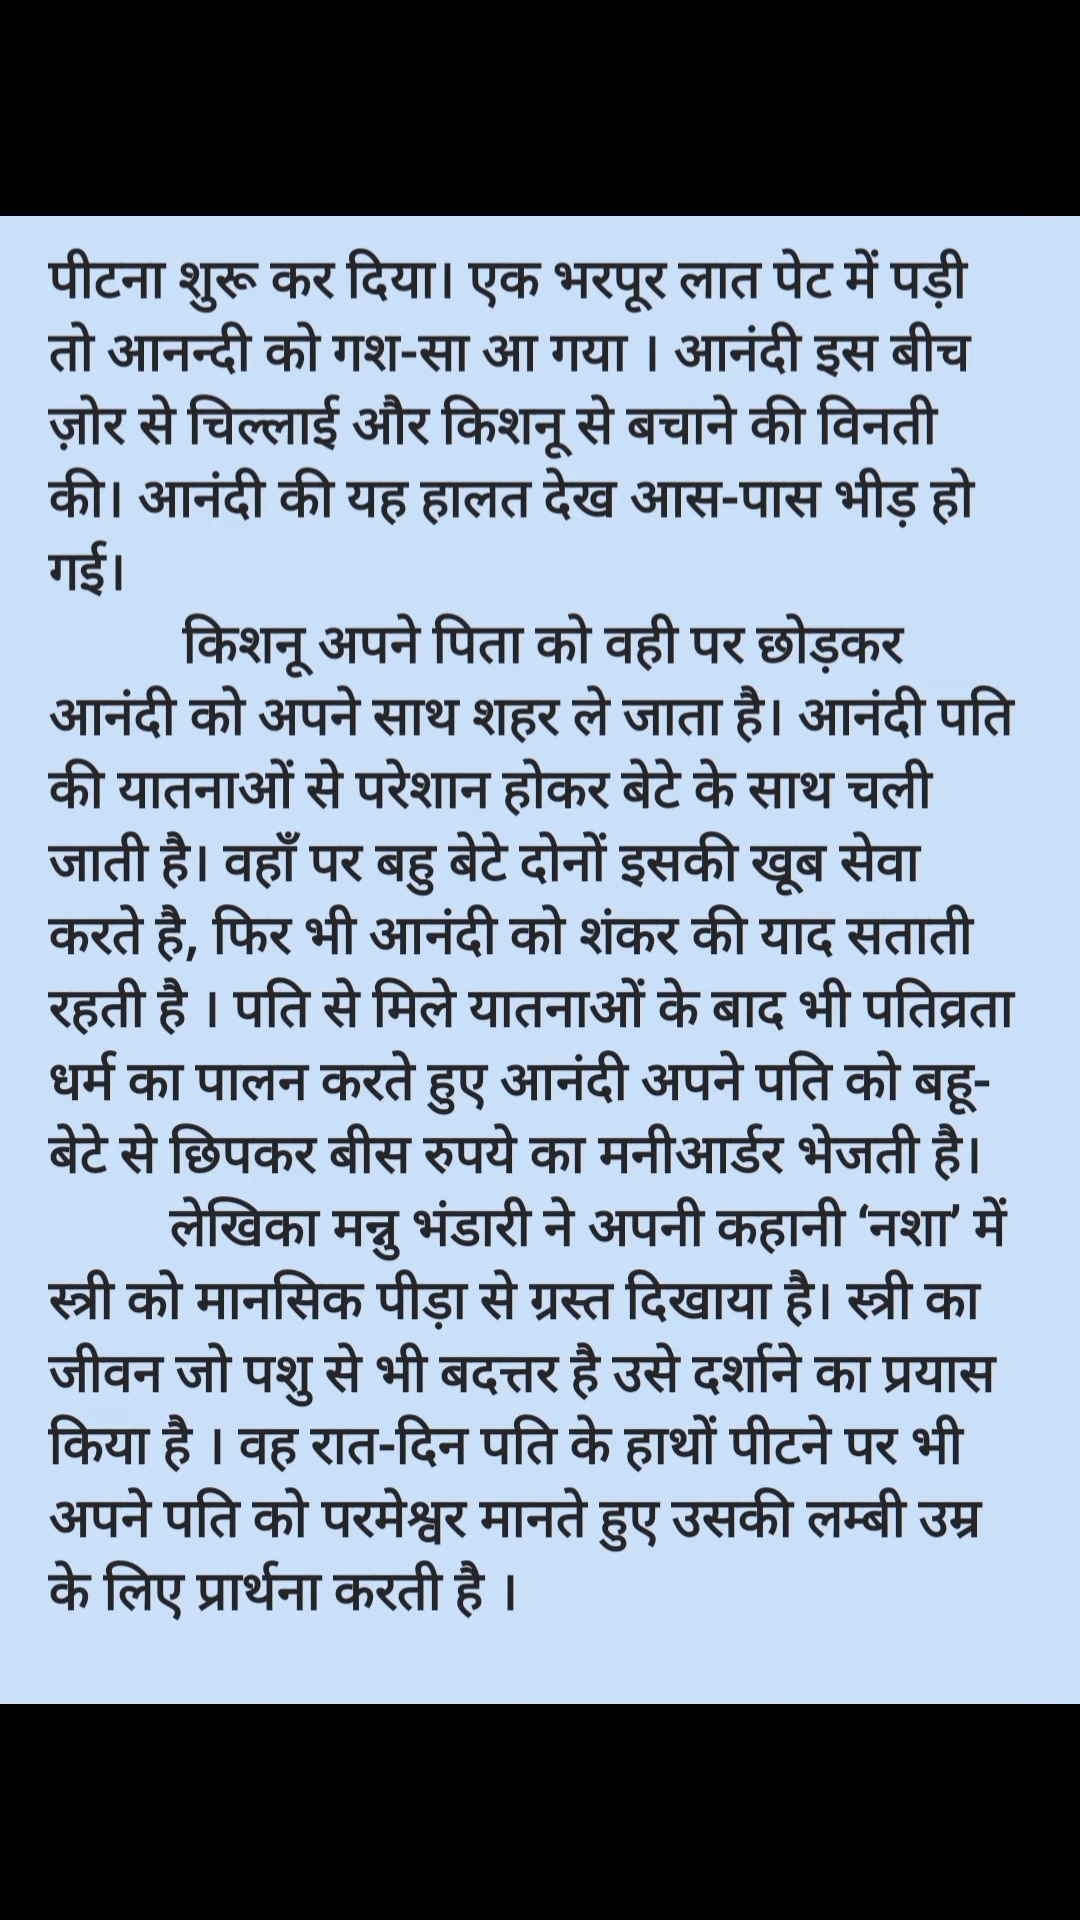 पीटना शुरू कर दिया। एक भरपूर लात पेट में पड़ी
तो आनन्दी को गश-सा आ गया । आनंदी इस बीच
ज़ोर से चिल्लाई और किशनू से बचाने की विनती
की। आनंदी की यह हालत देख आस-पास भीड़ हो
गई।
किशनू अपने पिता को वही पर छोड़कर
आनंदी को अपने साथ शहर ले जाता है। आनंदी पति
की यातनाओं से परेशान होकर बेटे के साथ चली
जाती है। वहाँ पर बहु बेटे दोनों इसकी खूब सेवा
करते है, फिर भी आनंदी को शंकर की याद सताती
रहती है । पति से मिले यातनाओं के बाद भी पतिव्रता
धर्म का पालन करते हुए आनंदी अपने पति को बहू-
बेटे से छिपकर बीस रुपये का मनीआर्डर भेजती है।
लेखिका मन्नु भंडारी ने अपनी कहानी ‘नशा’ में
स्त्री को मानसिक पीड़ा से ग्रस्त दिखाया है। स्त्री का
जीवन जो पशु से भी बदत्तर है उसे दर्शाने का प्रयास
किया है । वह रात-दिन पति के हाथों पीटने पर भी
अपने पति को परमेश्वर मानते हुए उसकी लम्बी उम्र
के लिए प्रार्थना करती है ।